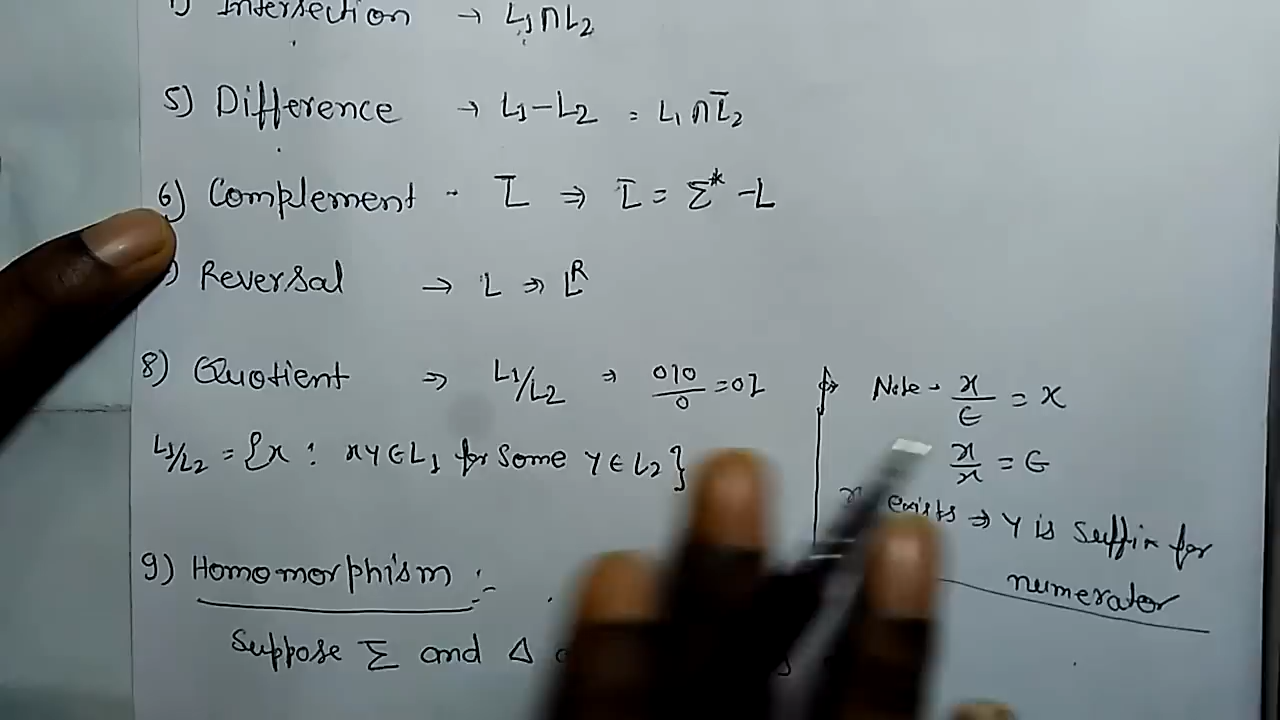 Intersection → L1∩L2
5) Difference → L1-L2 = L1∩L̅2
6) Complement - L̅ ⇒ L̅ = Σ* -L
) Reversal → L ⇒ L^R
8) Quotient ⇒ L1/L2 ⇒ 010/0 = 01
L1/L2 = {x : xy∈L1 for some y∈L2}
Note - x/ϵ = x
x/x = ϵ
exists ⇒ y is suffix for
numerator
9) Homomorphism :-
Suppose Σ and Δ